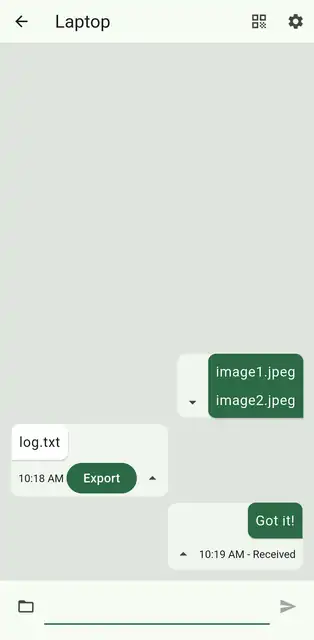 Laptop
image1.jpeg
image2.jpeg
log.txt
10:18 AM Export
Got it!
10:19 AM - Received